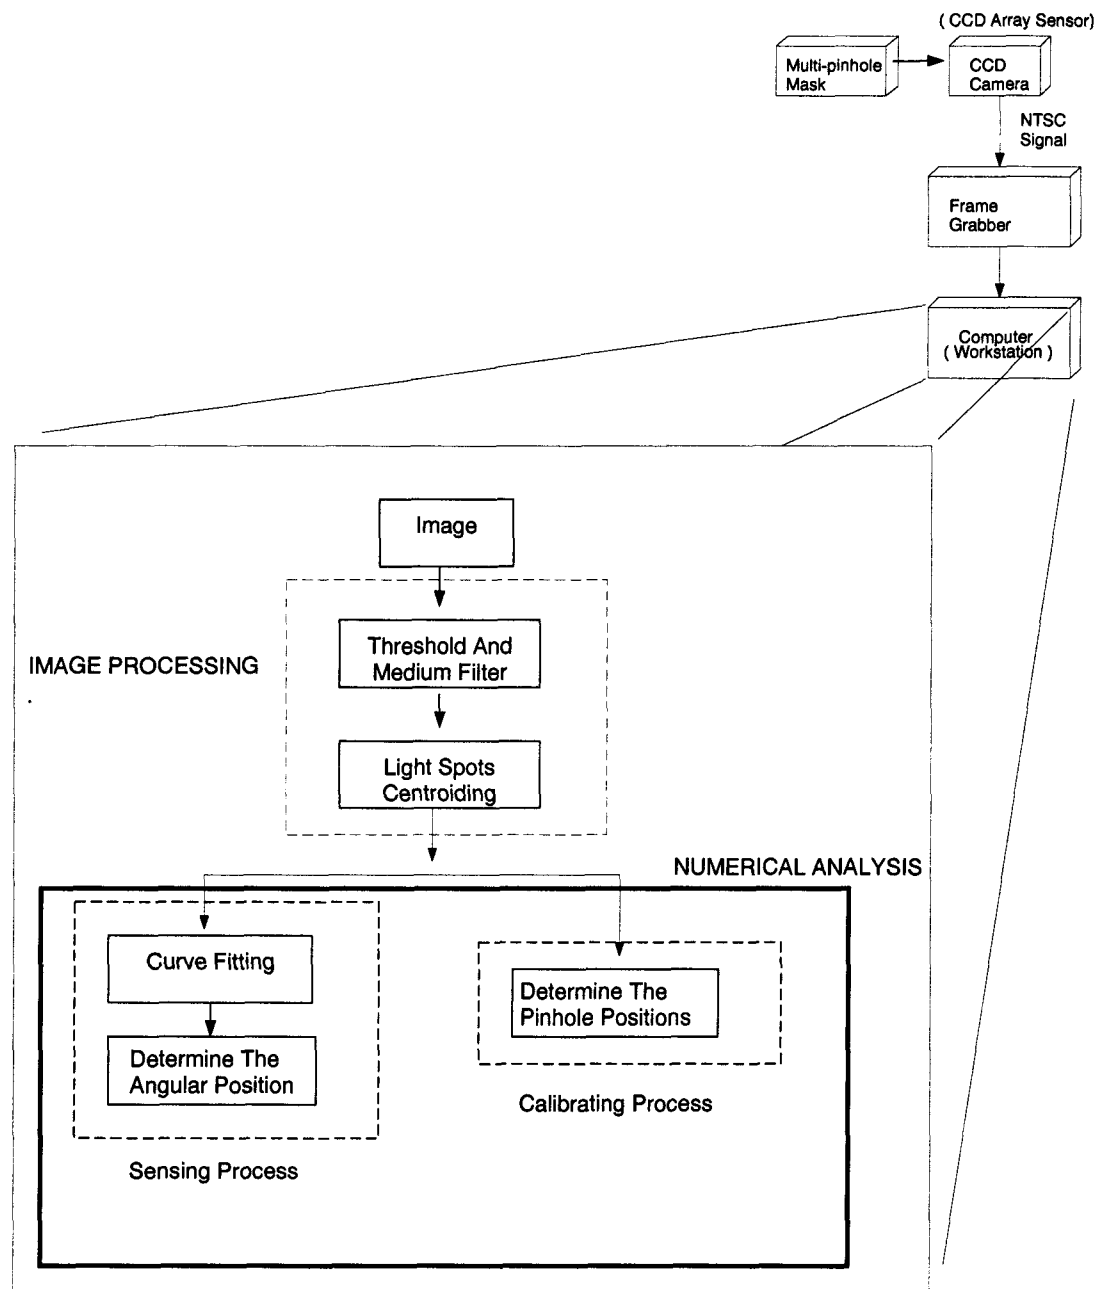 ( CCD Array Sensor)
Multi-pinhole
Mask
CCD
Camera
NTSC
Signal
Frame
Grabber
Computer
( Workstation )
Image
IMAGE PROCESSING
Threshold And
Medium Filter
Light Spots
Centroiding
NUMERICAL ANALYSIS
Curve Fitting
Determine The
Angular Position
Sensing Process
Determine The
Pinhole Positions
Calibrating Process